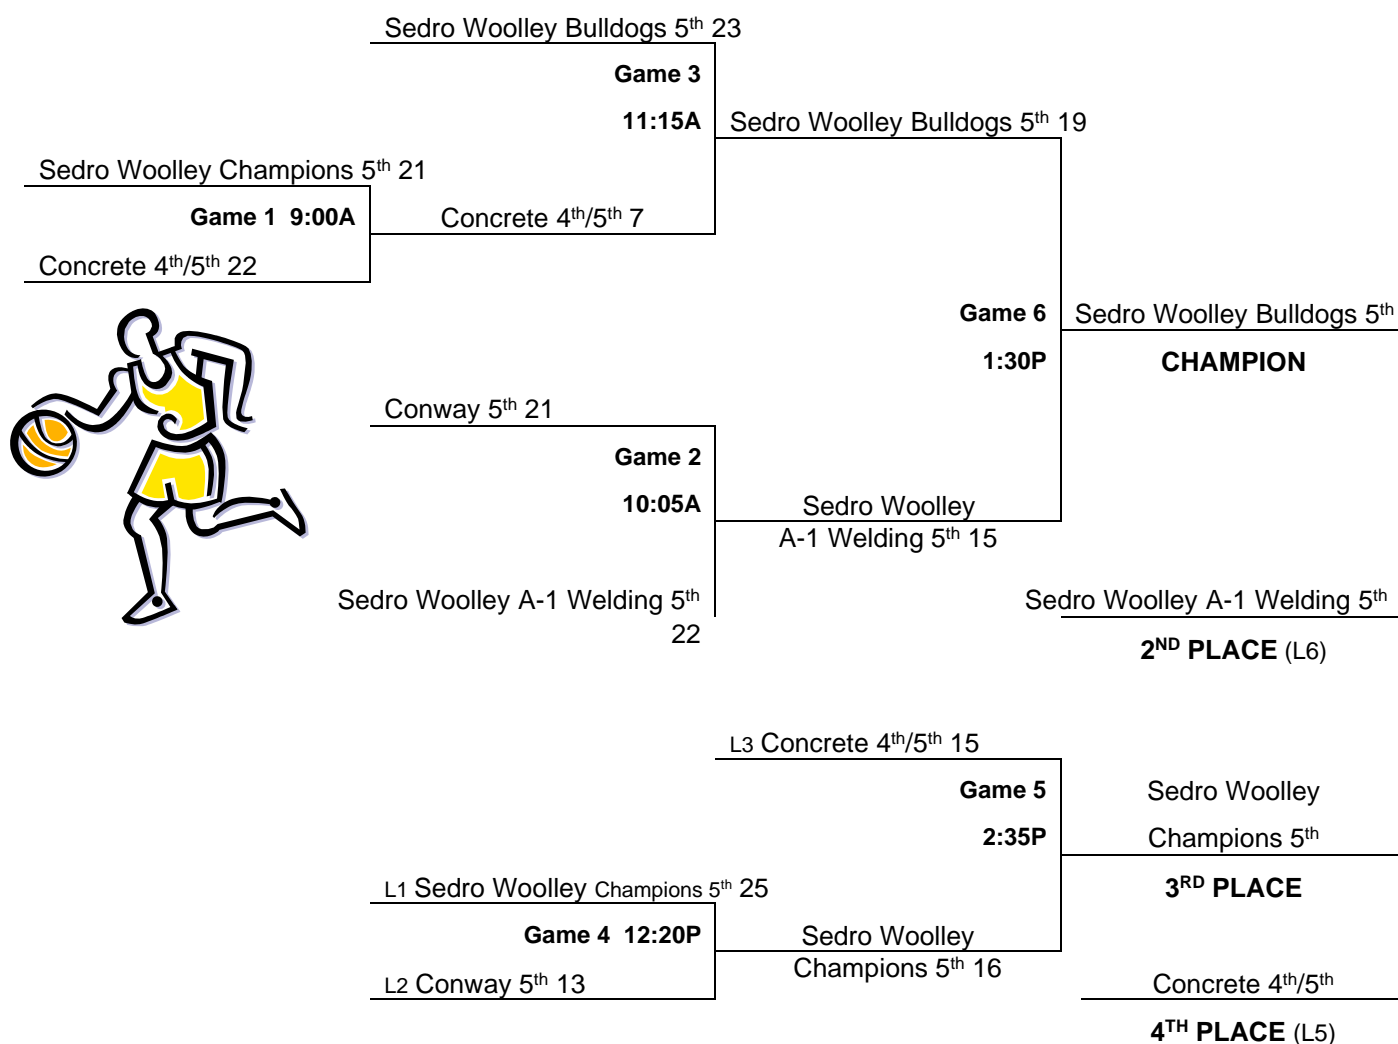 Sedro Woolley Bulldogs 5th 23
Game 3
11:15A
Sedro Woolley Bulldogs 5th 19
Sedro Woolley Champions 5th 21
Game 1 9:00A
Concrete 4th/5th 7
Concrete 4th/5th 22
Game 6
Sedro Woolley Bulldogs 5th
1:30P
CHAMPION
Conway 5th 21
Game 2
10:05A
Sedro Woolley
A-1 Welding 5th 15
Sedro Woolley A-1 Welding 5th
22
Sedro Woolley A-1 Welding 5th
2ND PLACE (L6)
L3 Concrete 4th/5th 15
Game 5
Sedro Woolley
2:35P
Champions 5th
3RD PLACE
L1 Sedro Woolley Champions 5th 25
Game 4 12:20P
Sedro Woolley
Champions 5th 16
L2 Conway 5th 13
Concrete 4th/5th
4TH PLACE (L5)